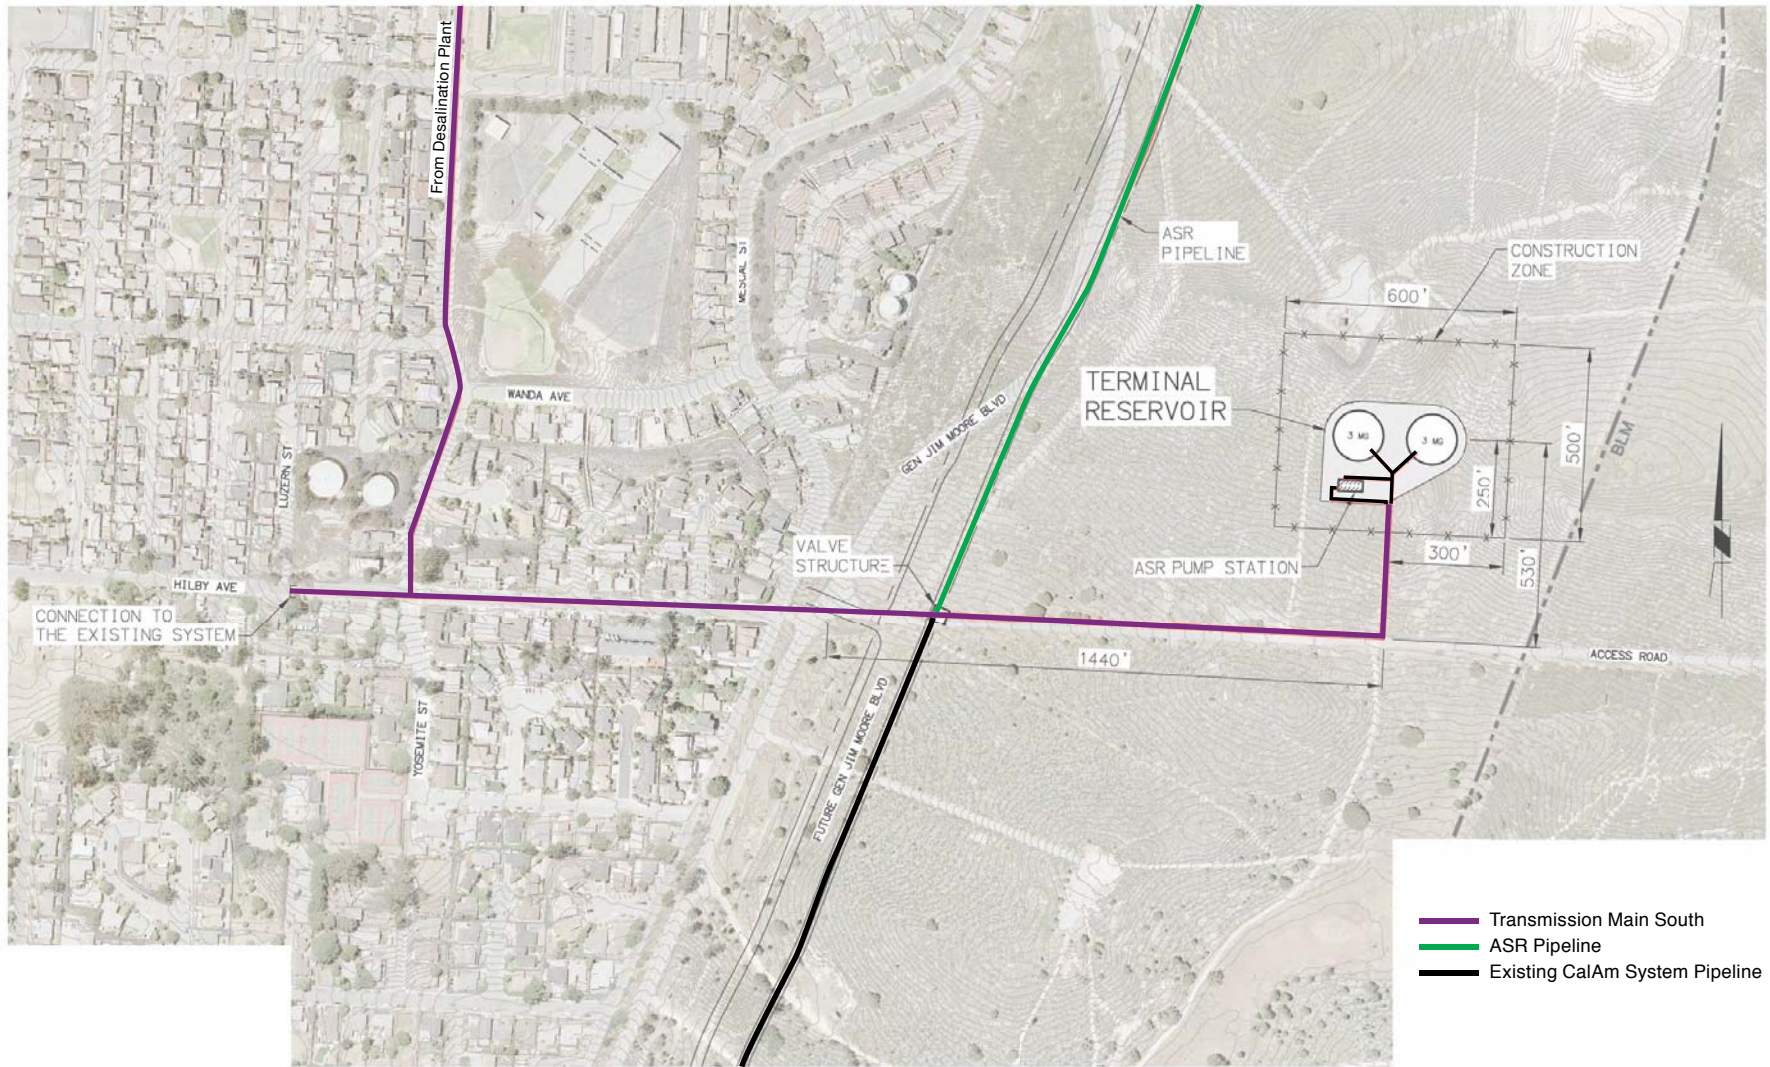 From Desalination Plant
MESCAL ST
ASR
PIPELINE
CONSTRUCTION
ZONE
600'
TERMINAL
RESERVOIR
WANDA AVE
GEN JIM MOORE BLVD
3 MG
3 MG
500'
BLM
250'
LUZERN ST
VALVE
STRUCTURE
ASR PUMP STATION
300'
530'
HILBY AVE
CONNECTION TO
THE EXISTING SYSTEM
1440'
ACCESS ROAD
YOSEMITE ST
FUTURE GEN JIM MOORE BLVD
Transmission Main South
ASR Pipeline
Existing CalAm System Pipeline